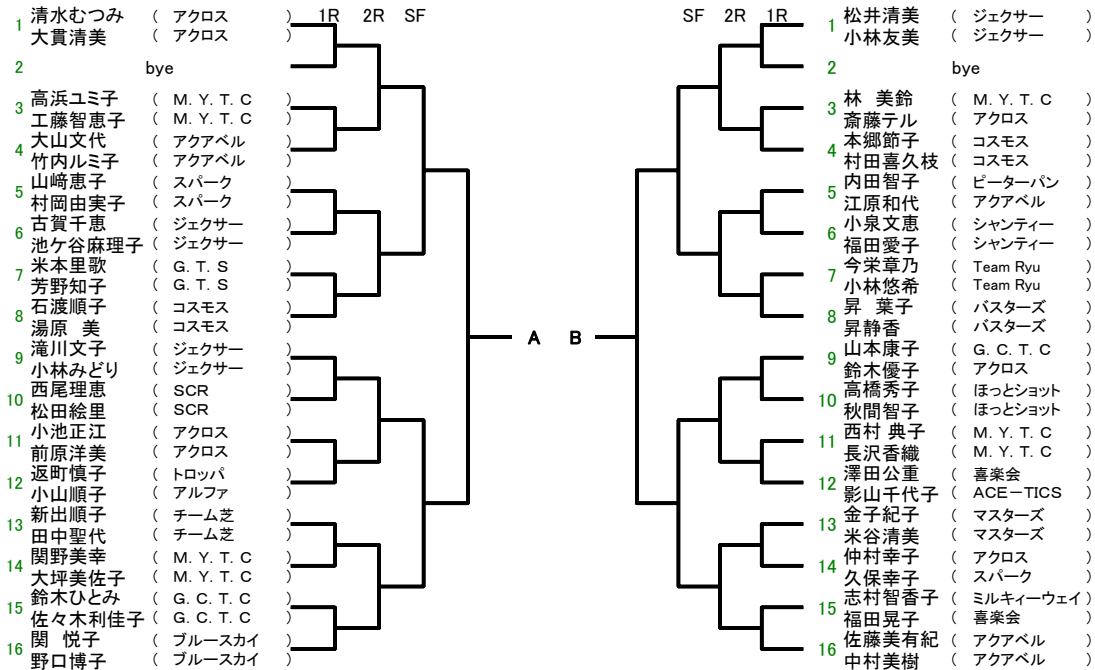 1R 2R SF
1 清水むつみ ( アクロス )
大貫清美 ( アクロス )
2 bye
3 高浜ユミ子 ( M.Y.T.C )
工藤智恵子 ( M.Y.T.C )
4 大山文代 ( アクアベル )
竹内ルミ子 ( アクアベル )
5 山﨑恵子 ( スパーク )
村岡由実子 ( スパーク )
6 古賀千恵 ( ジェクサー )
池ケ谷麻理子 ( ジェクサー )
7 米本里歌 ( G.T.S )
芳野知子 ( G.T.S )
8 石渡順子 ( コスモス )
湯原 美 ( コスモス )
9 滝川文子 ( ジェクサー )
小林みどり ( ジェクサー )
10 西尾理恵 ( SCR )
松田絵里 ( SCR )
11 小池正江 ( アクロス )
前原洋美 ( アクロス )
12 返町慎子 ( トロッパ )
小山順子 ( アルファ )
13 新出順子 ( チーム芝 )
田中聖代 ( チーム芝 )
14 関野美幸 ( M.Y.T.C )
大坪美佐子 ( M.Y.T.C )
15 鈴木ひとみ ( G.C.T.C )
佐々木利佳子 ( G.C.T.C )
16 関 悦子 ( ブルースカイ )
野口博子 ( ブルースカイ )
A B
SF 2R 1R
1 松井清美 ( ジェクサー )
小林友美 ( ジェクサー )
2 bye
3 林 美鈴 ( M.Y.T.C )
斎藤テル ( アクロス )
4 本郷節子 ( コスモス )
村田喜久枝 ( コスモス )
5 内田智子 ( ピーターパン )
江原和代 ( アクアベル )
6 小泉文恵 ( シャンティー )
福田愛子 ( シャンティー )
7 今栄章乃 ( Team Ryu )
小林悠希 ( Team Ryu )
8 昇 葉子 ( バスターズ )
昇静香 ( バスターズ )
9 山本康子 ( G.C.T.C )
鈴木優子 ( アクロス )
10 高橋秀子 ( ほっとショット )
秋間智子 ( ほっとショット )
11 西村 典子 ( M.Y.T.C )
長沢香織 ( M.Y.T.C )
12 澤田公重 ( 喜楽会 )
影山千代子 ( ACE－TICS )
13 金子紀子 ( マスターズ )
米谷清美 ( マスターズ )
14 仲村幸子 ( アクロス )
久保幸子 ( スパーク )
15 志村智香子 ( ミルキィーウェイ )
福田晃子 ( 喜楽会 )
16 佐藤美有紀 ( アクアベル )
中村美樹 ( アクアベル )